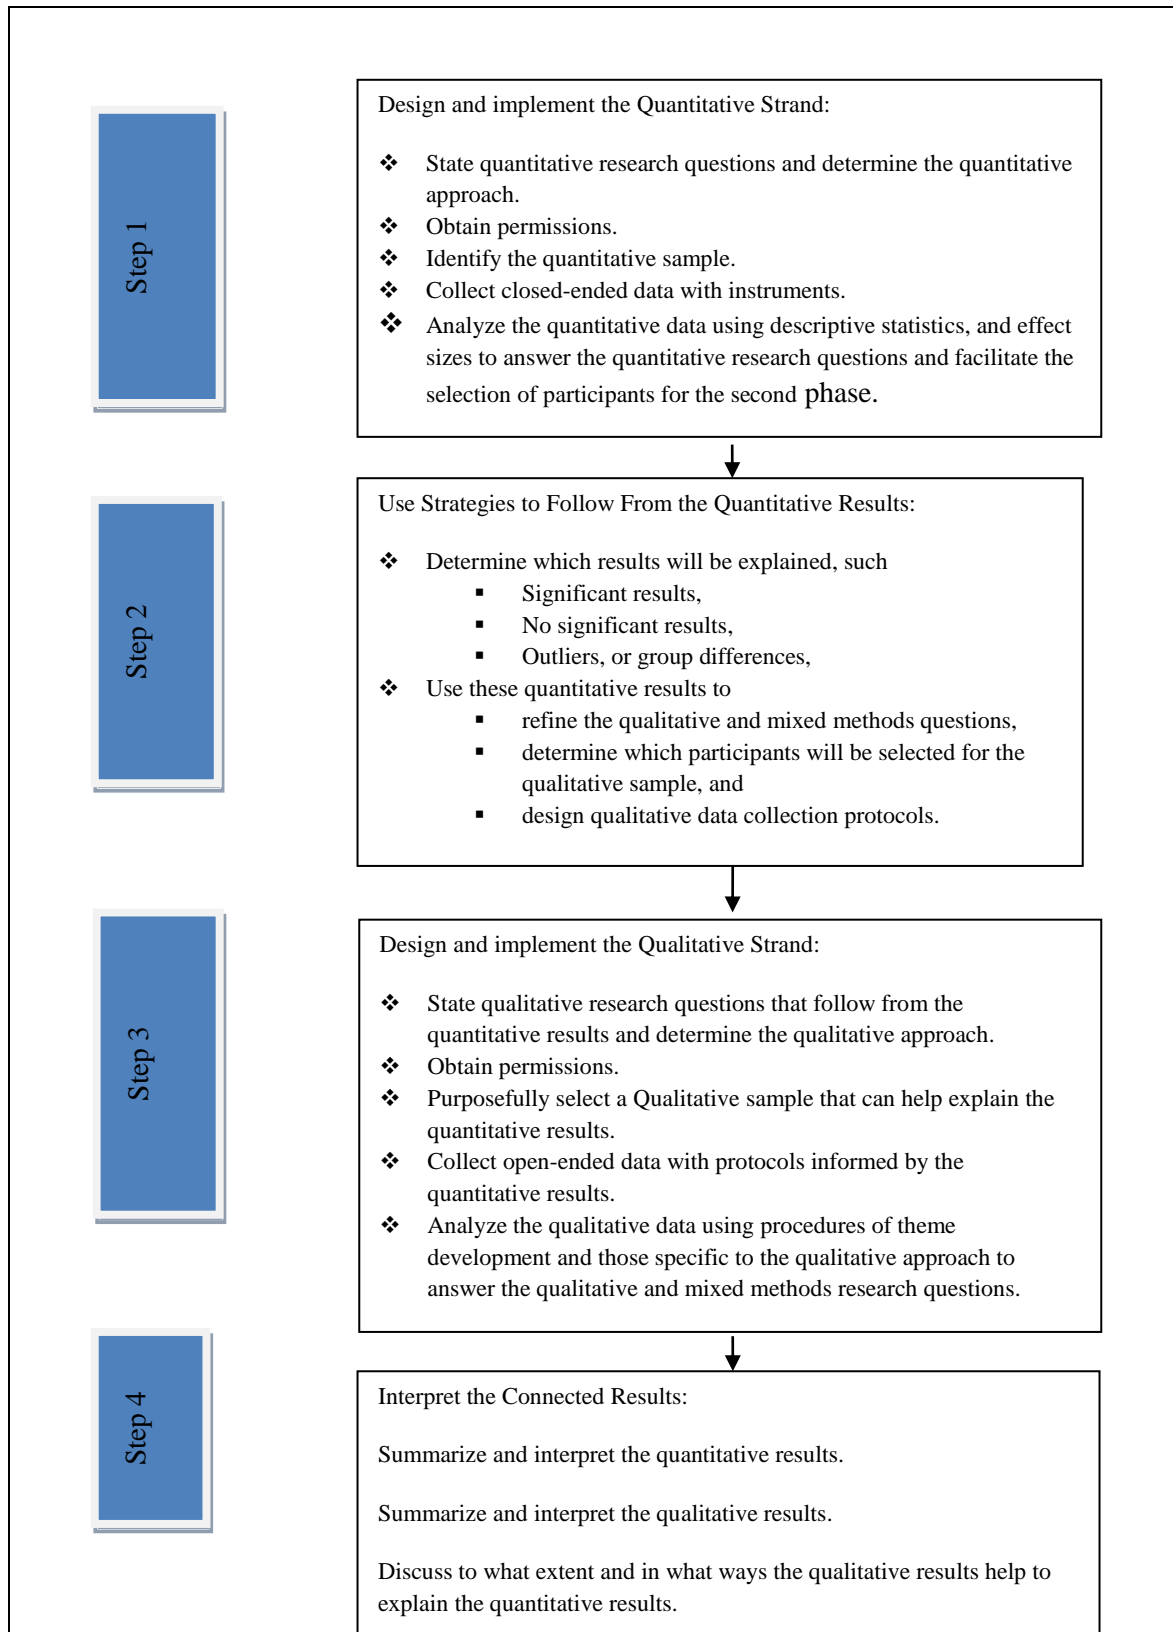 Step 1
Design and implement the Quantitative Strand:
❖ State quantitative research questions and determine the quantitative
approach.
❖ Obtain permissions.
❖ Identify the quantitative sample.
❖ Collect closed-ended data with instruments.
❖ Analyze the quantitative data using descriptive statistics, and effect
sizes to answer the quantitative research questions and facilitate the
selection of participants for the second phase.
Step 2
Use Strategies to Follow From the Quantitative Results:
❖ Determine which results will be explained, such
▪ Significant results,
▪ No significant results,
▪ Outliers, or group differences,
❖ Use these quantitative results to
▪ refine the qualitative and mixed methods questions,
▪ determine which participants will be selected for the
qualitative sample, and
▪ design qualitative data collection protocols.
Step 3
Design and implement the Qualitative Strand:
❖ State qualitative research questions that follow from the
quantitative results and determine the qualitative approach.
❖ Obtain permissions.
❖ Purposefully select a Qualitative sample that can help explain the
quantitative results.
❖ Collect open-ended data with protocols informed by the
quantitative results.
❖ Analyze the qualitative data using procedures of theme
development and those specific to the qualitative approach to
answer the qualitative and mixed methods research questions.
Step 4
Interpret the Connected Results:
Summarize and interpret the quantitative results.
Summarize and interpret the qualitative results.
Discuss to what extent and in what ways the qualitative results help to
explain the quantitative results.